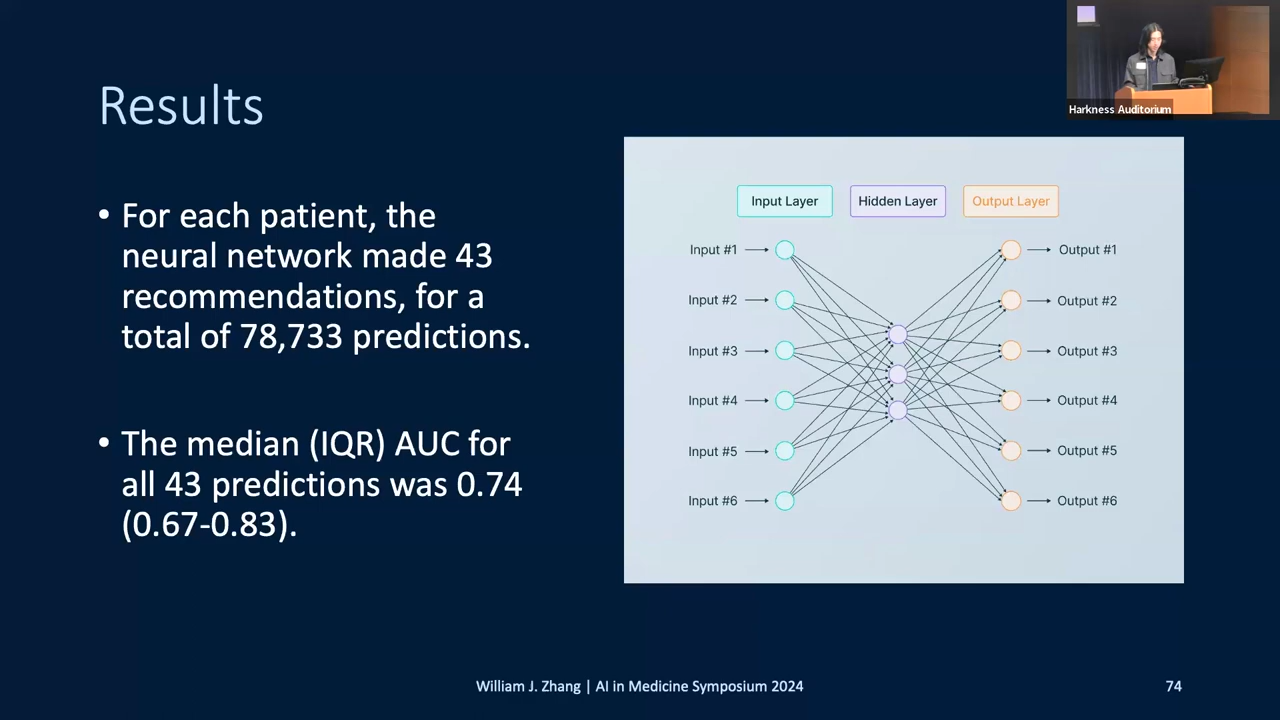 Harkness Auditorium
Results
• For each patient, the
neural network made 43
recommendations, for a
total of 78,733 predictions.
• The median (IQR) AUC for
all 43 predictions was 0.74
(0.67-0.83).
Input Layer
Hidden Layer
Output Layer
Input #1
Output #1
Input #2
Output #2
Input #3
Output #3
Input #4
Output #4
Input #5
Output #5
Input #6
Output #6
William J. Zhang | AI in Medicine Symposium 2024
74